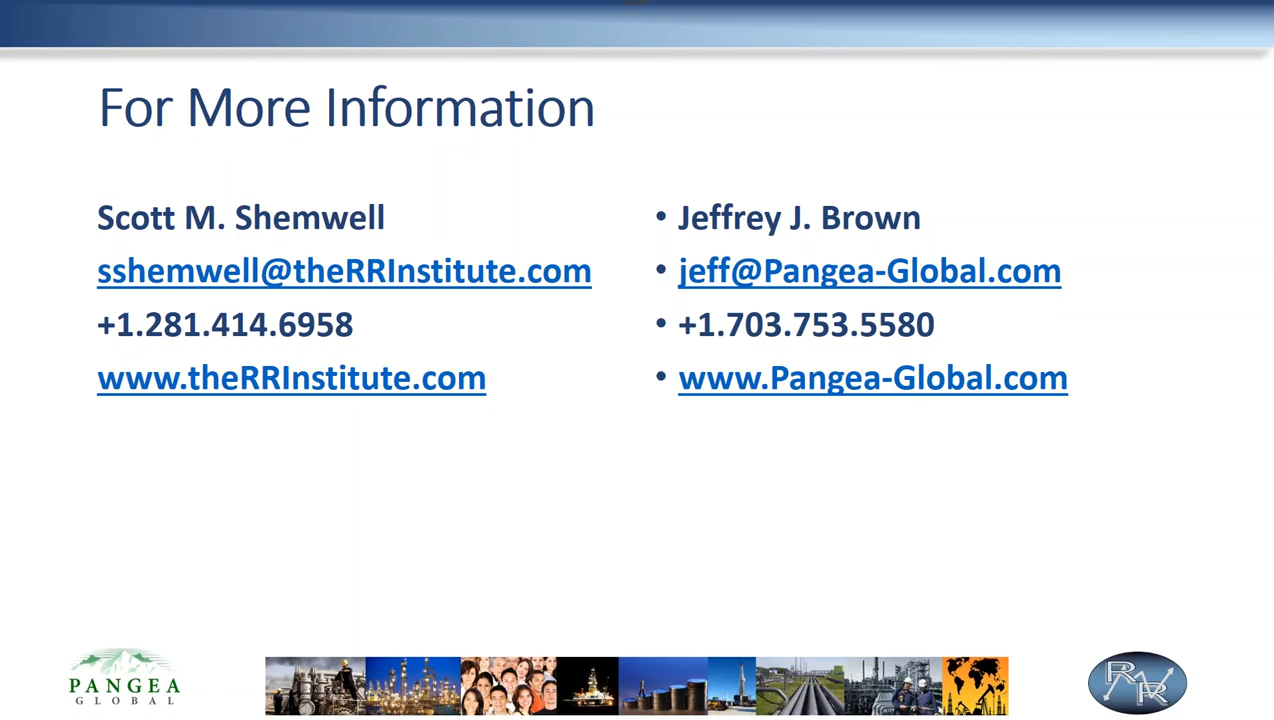 For More Information
Scott M. Shemwell
sshemwell@theRRInstitute.com
+1.281.414.6958
www.theRRInstitute.com
• Jeffrey J. Brown
• jeff@Pangea-Global.com
• +1.703.753.5580
• www.Pangea-Global.com
PANGEA
GLOBAL
RR